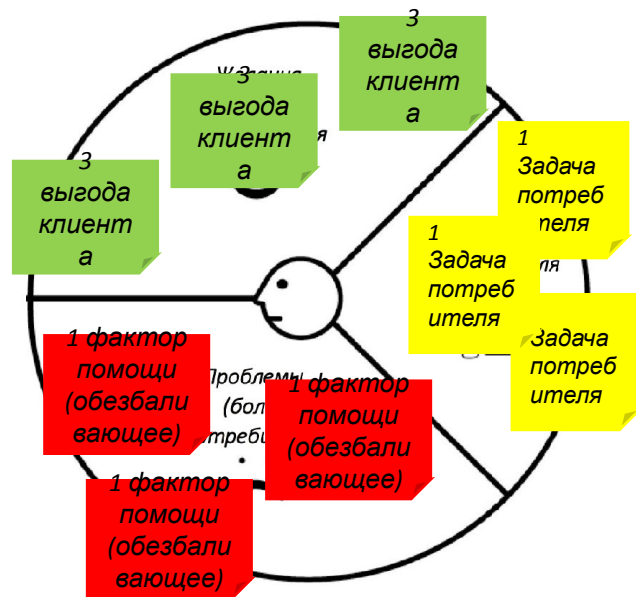 3
выгода
клиент
а
3
выгода
клиент
а
3
выгода
клиент
а
1
Задача
потреб
ителя
1
Задача
потреб
ителя
Задача
потреб
ителя
1 фактор
помощи
(обезбали
вающее)
Проблемы
1 фактор
помощи
(обезбали
вающее)
1 фактор
помощи
(обезбали
вающее)